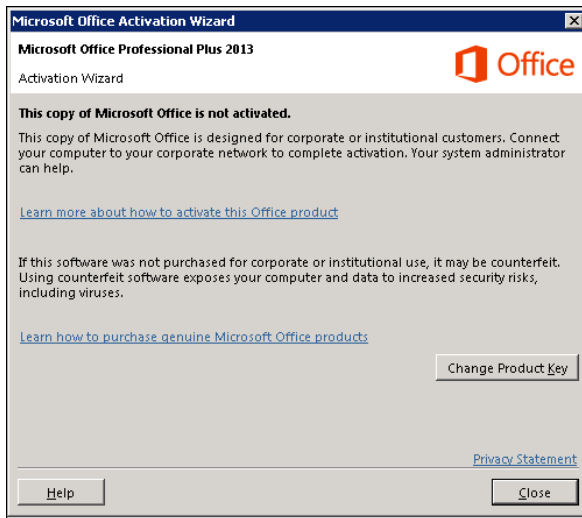 Microsoft Office Activation Wizard
Microsoft Office Professional Plus 2013
Office
Activation Wizard
This copy of Microsoft Office is not activated.
This copy of Microsoft Office is designed for corporate or institutional customers. Connect
your computer to your corporate network to complete activation. Your system administrator
can help.
Learn more about how to activate this Office product
If this software was not purchased for corporate or institutional use, it may be counterfeit.
Using counterfeit software exposes your computer and data to increased security risks,
including viruses.
Learn how to purchase genuine Microsoft Office products
Change Product Key
Privacy Statement
Help
Close